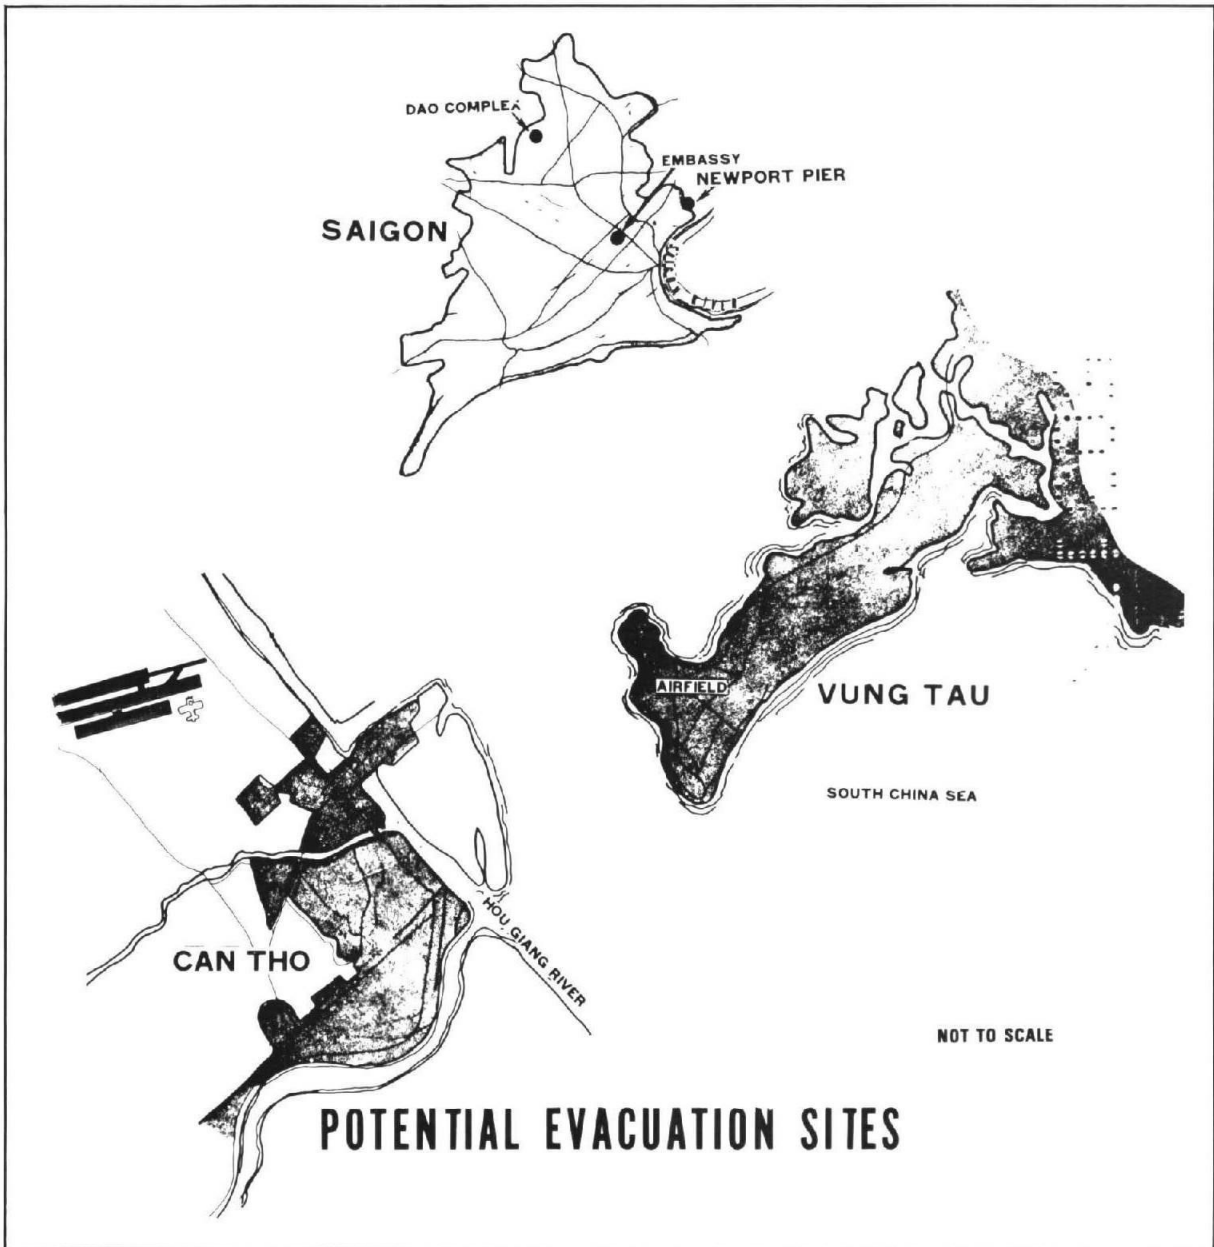 DAO COMPLEX
EMBASSY
NEWPORT PIER
SAIGON
AIRFIELD
VUNG TAU
SOUTH CHINA SEA
HOU GIANG RIVER
CAN THO
NOT TO SCALE
POTENTIAL EVACUATION SITES